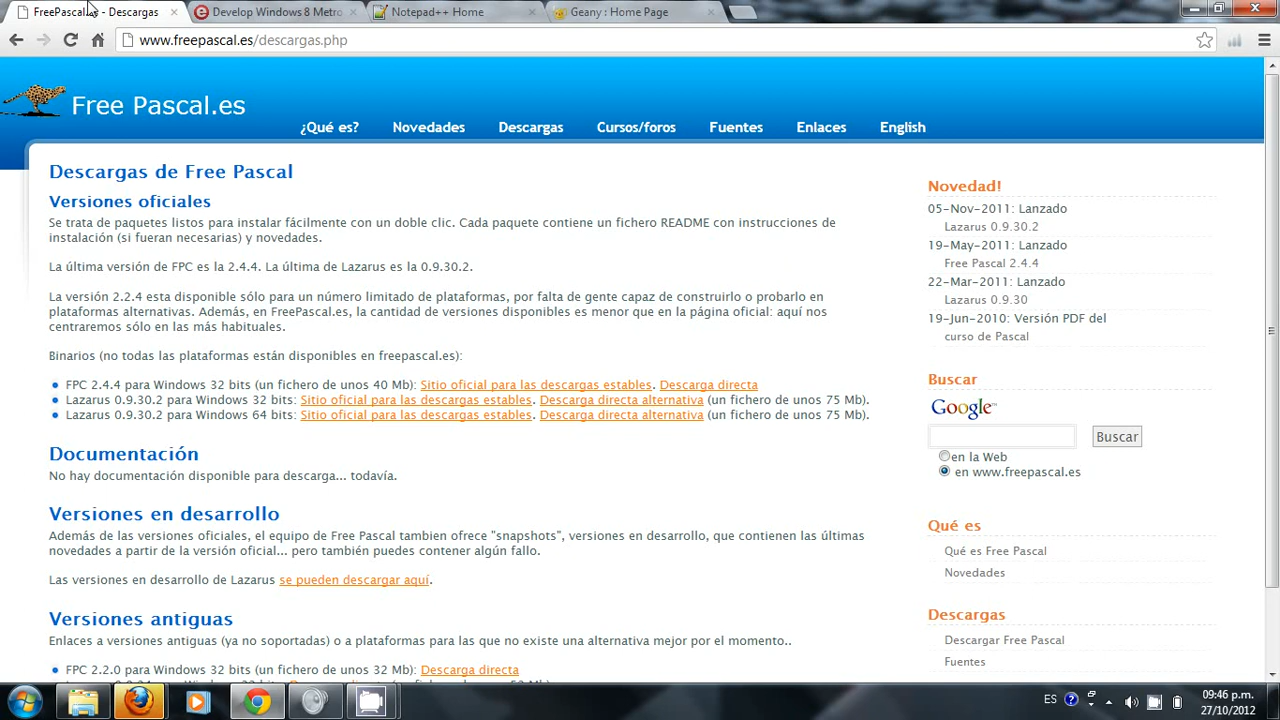 FreePascal.es - Descargas
Develop Windows 8 Metro
Notepad++ Home
Geany : Home Page
www.freepascal.es/descargas.php
Free Pascal.es
¿Qué es? Novedades Descargas Cursos/foros Fuentes Enlaces English
Descargas de Free Pascal
Versiones oficiales
Se trata de paquetes listos para instalar fácilmente con un doble clic. Cada paquete contiene un fichero README con instrucciones de
instalación (si fueran necesarias) y novedades.
La última versión de FPC es la 2.4.4. La última de Lazarus es la 0.9.30.2.
La versión 2.2.4 esta disponible sólo para un número limitado de plataformas, por falta de gente capaz de construirlo o probarlo en
plataformas alternativas. Además, en FreePascal.es, la cantidad de versiones disponibles es menor que en la página oficial: aquí nos
centraremos sólo en las más habituales.
Binarios (no todas las plataformas están disponibles en freepascal.es):
FPC 2.4.4 para Windows 32 bits (un fichero de unos 40 Mb): Sitio oficial para las descargas estables. Descarga directa
Lazarus 0.9.30.2 para Windows 32 bits: Sitio oficial para las descargas estables. Descarga directa alternativa (un fichero de unos 75 Mb).
Lazarus 0.9.30.2 para Windows 64 bits: Sitio oficial para las descargas estables. Descarga directa alternativa (un fichero de unos 75 Mb).
Documentación
No hay documentación disponible para descarga... todavía.
Versiones en desarrollo
Además de las versiones oficiales, el equipo de Free Pascal tambien ofrece "snapshots", versiones en desarrollo, que contienen las últimas
novedades a partir de la versión oficial... pero también puedes contener algún fallo.
Las versiones en desarrollo de Lazarus se pueden descargar aquí.
Versiones antiguas
Enlaces a versiones antiguas (ya no soportadas) o a plataformas para las que no existe una alternativa mejor por el momento..
FPC 2.2.0 para Windows 32 bits (un fichero de unos 32 Mb): Descarga directa
Novedad!
05-Nov-2011: Lanzado
Lazarus 0.9.30.2
19-May-2011: Lanzado
Free Pascal 2.4.4
22-Mar-2011: Lanzado
Lazarus 0.9.30
19-Jun-2010: Versión PDF del
curso de Pascal
Buscar
Google
Buscar
en la Web
en www.freepascal.es
Qué es
Qué es Free Pascal
Novedades
Descargas
Descargar Free Pascal
Fuentes
ES
09:46 p.m.
27/10/2012